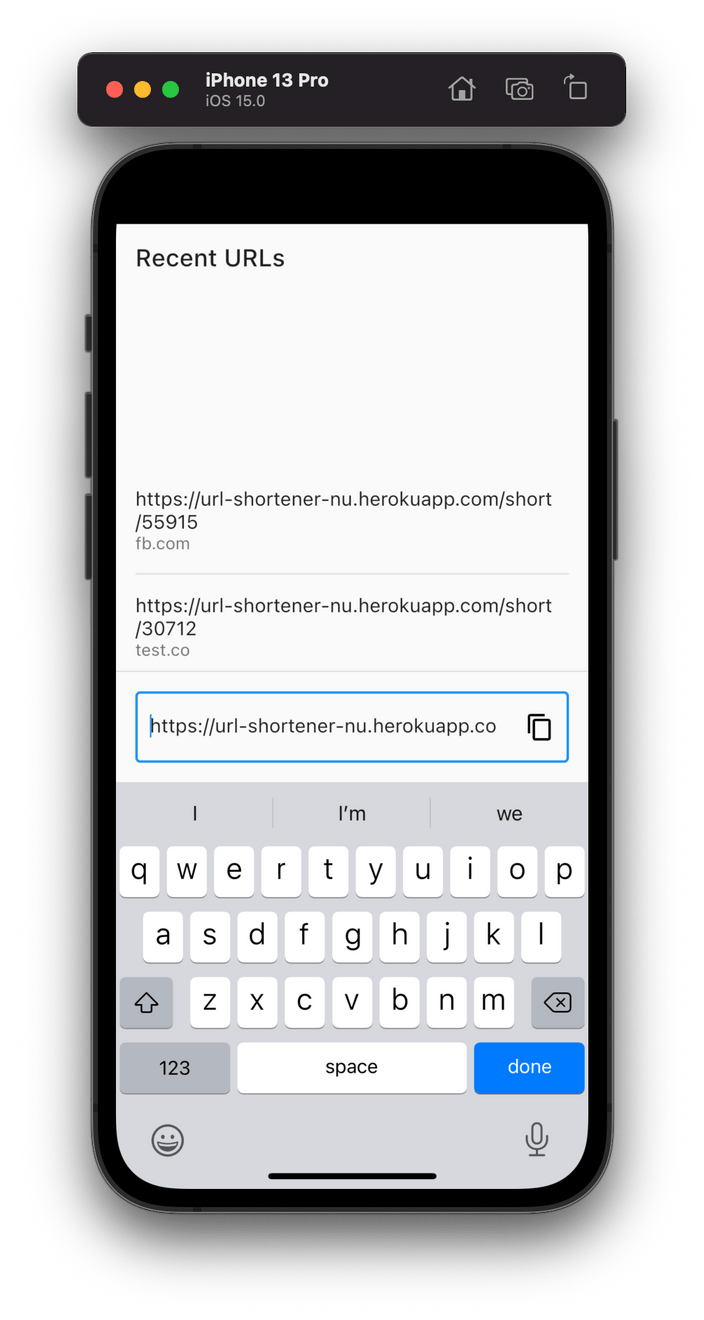 iPhone 13 Pro
iOS 15.0
Recent URLs
https://url-shortener-nu.herokuapp.com/short
/55915
fb.com
https://url-shortener-nu.herokuapp.com/short
/30712
test.co
https://url-shortener-nu.herokuapp.co
I I’m we
q w e r t y u i o p
a s d f g h j k l
z x c v b n m
123 space done